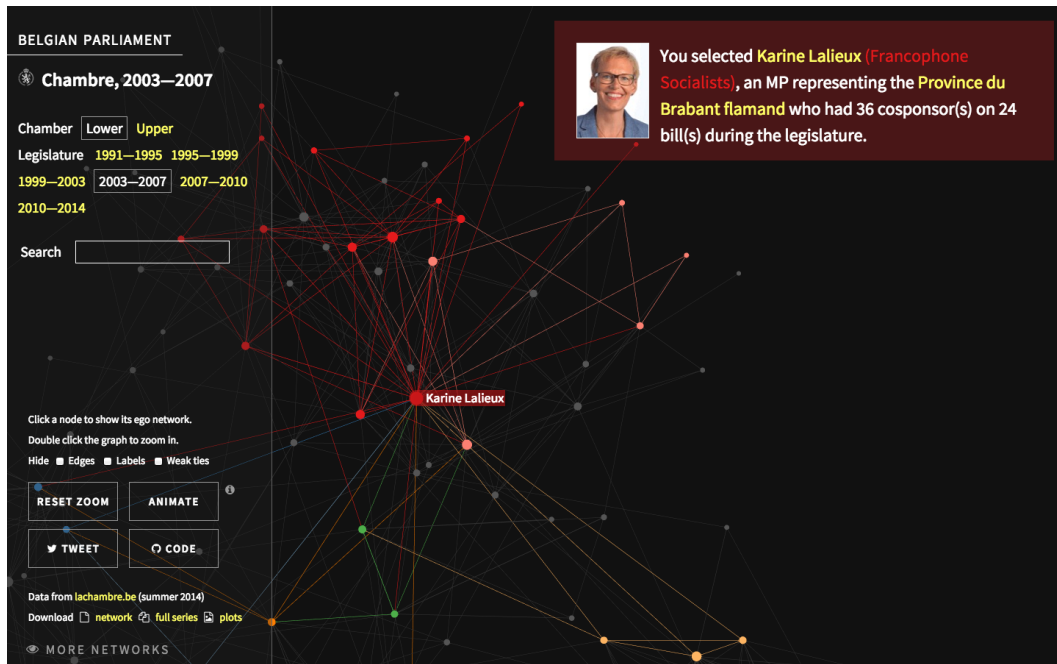 BELGIAN PARLIAMENT
Chambre, 2003—2007
Chamber Lower Upper
Legislature 1991—1995 1995—1999
1999—2003 2003—2007 2007—2010
2010—2014
Search
You selected Karine Lalieux (Francophone
Socialists), an MP representing the Province du
Brabant flamand who had 36 cosponsor(s) on 24
bill(s) during the legislature.
Karine Lalieux
Click a node to show its ego network.
Double click the graph to zoom in.
Hide Edges Labels Weak ties
RESET ZOOM ANIMATE
TWEET CODE
Data from lachambre.be (summer 2014)
Download network full series plots
MORE NETWORKS